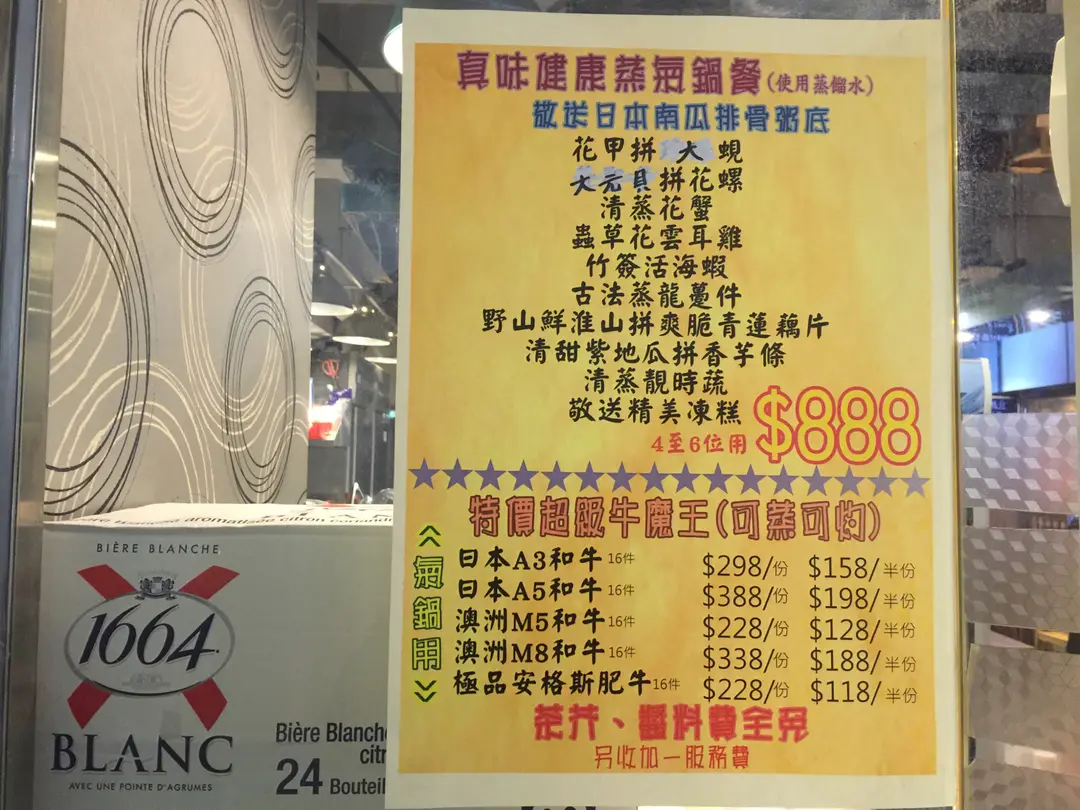 真味健康蒸氣鍋餐(使用蒸餾水)
敬送日本南瓜排骨粥底
花甲拼大蜆
大元貝拼花螺
清蒸花蟹
蟲草花雲耳雞
竹簽活海蝦
古法蒸龍躉件
野山鮮淮山拼爽脆青蓮藕片
清甜紫地瓜拼香芋條
清蒸靚時蔬
敬送精美凍糕
4至6位用 $888
特價超級牛魔王(可蒸可灼)
氣鍋用
日本A3和牛 16件 $298/份 $158/半份
日本A5和牛 16件 $388/份 $198/半份
澳洲M5和牛 16件 $228/份 $128/半份
澳洲M8和牛 16件 $338/份 $188/半份
極品安格斯肥牛 16件 $228/份 $118/半份
茶芥、醬料費全免
另收加一服務費
aromatisée citron
BIÈRE BLANCHE
1664
BLANC
AVEC UNE POINTE D'AGRUMES
Bière Blanche
citr
24 Bouteil